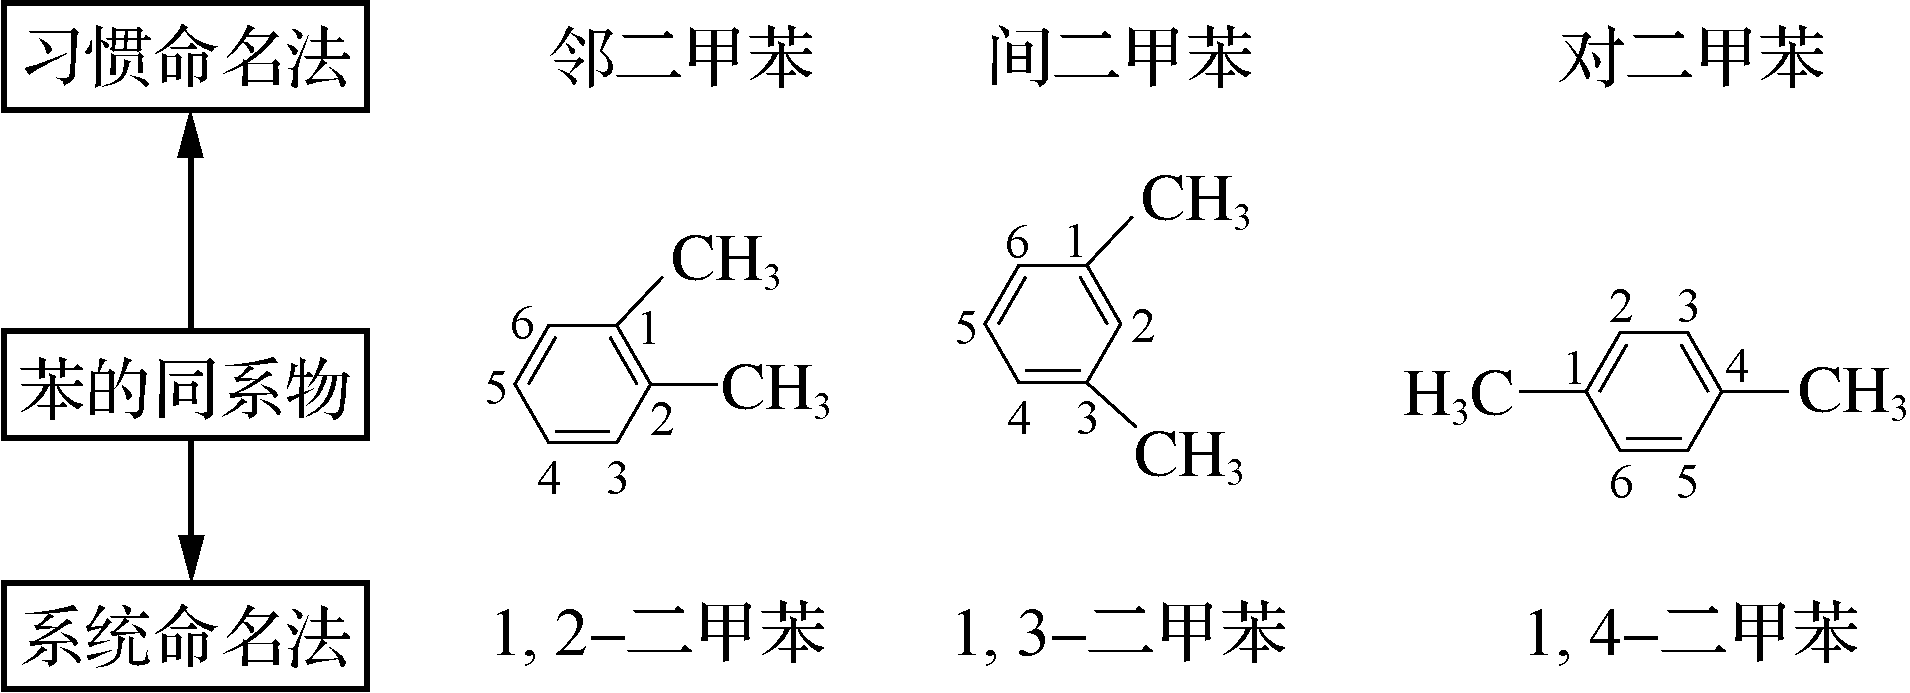 习惯命名法 邻二甲苯 间二甲苯 对二甲苯
CH₃ CH₃
6 1 2 3 4 5 CH₃
6 1 2 3 4 5 CH₃
H₃C 1 2 3 4 5 6 CH₃
苯的同系物
系统命名法 1, 2-二甲苯 1, 3-二甲苯 1, 4-二甲苯